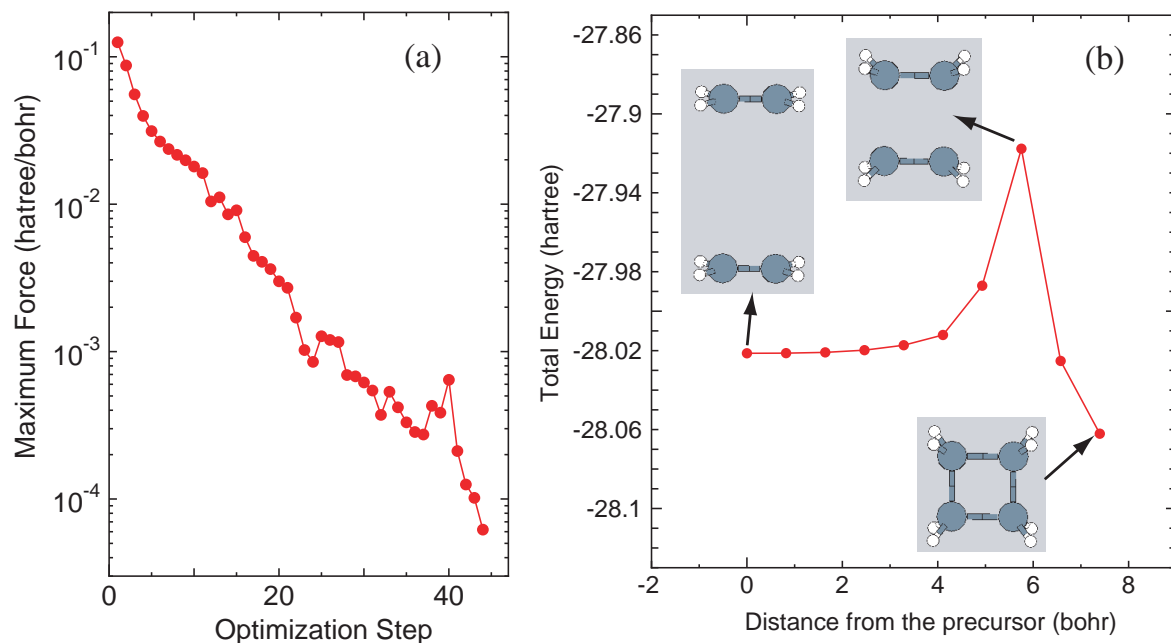 (a)
Maximum Force (hatree/bohr)
10-1
10-2
10-3
10-4
0 20 40
Optimization Step
(b)
Total Energy (hartree)
-27.86
-27.9
-27.94
-27.98
-28.02
-28.06
-28.1
-2 0 2 4 6 8
Distance from the precursor (bohr)